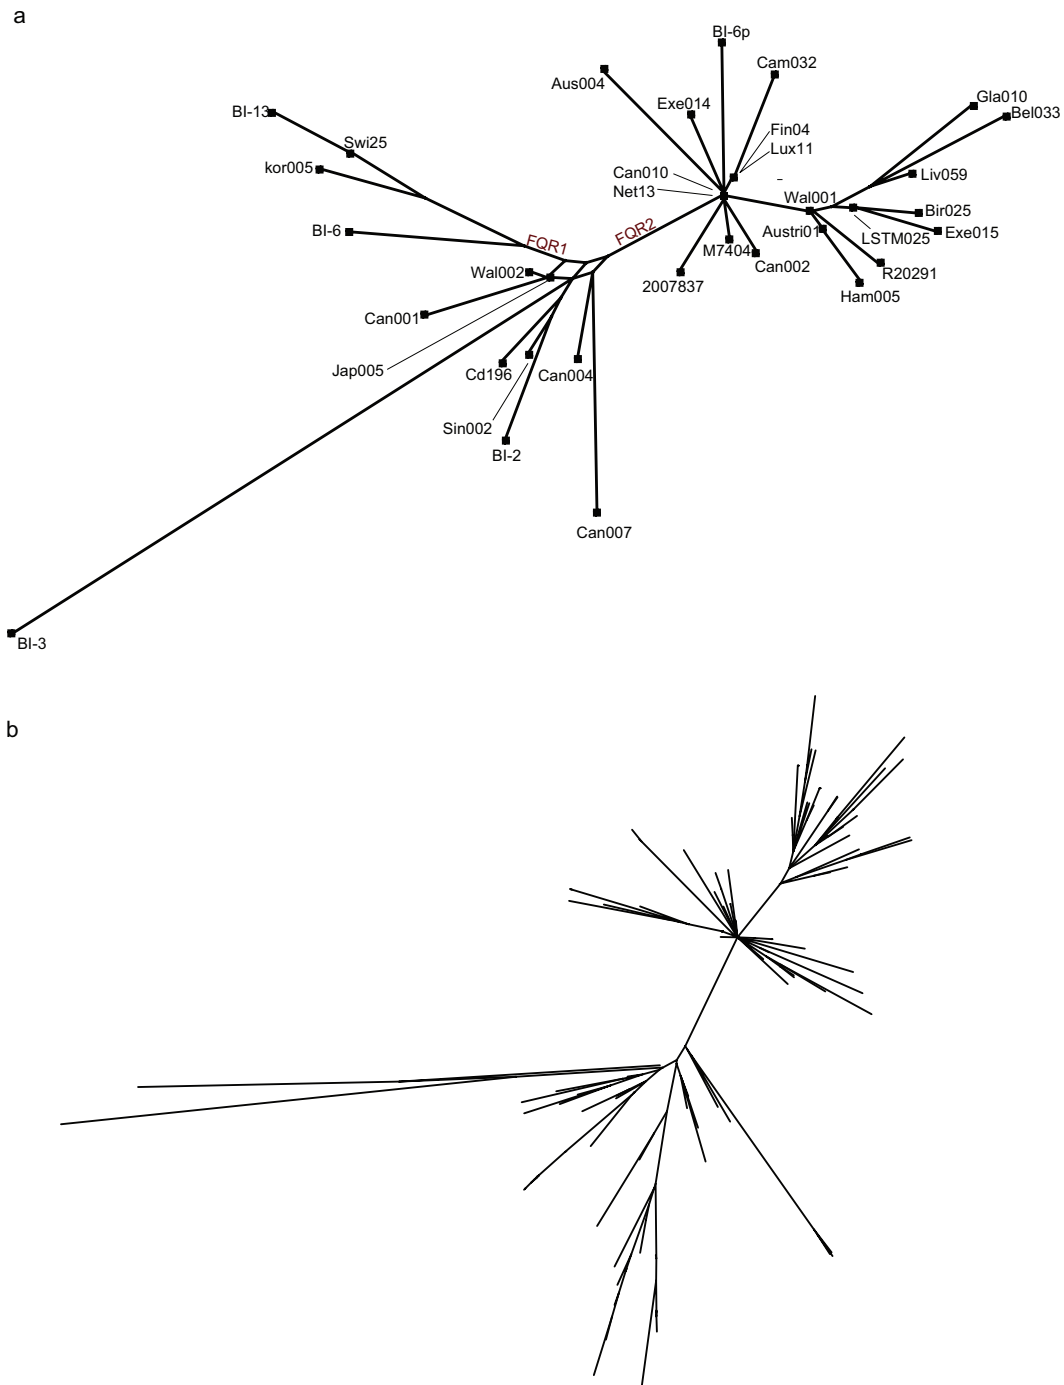 a
BI-6p
Cam032
Aus004
Gla010
Exe014
BI-13
Bel033
Fin04
Swi25
Lux11
kor005
Can010
Liv059
Net13
Wal001
Bir025
BI-6
FQR1
FQR2
Austri01
LSTM025
Exe015
M7404
Can002
Wal002
R20291
2007837
Ham005
Can001
Jap005
Cd196
Can004
Sin002
BI-2
Can007
BI-3
b